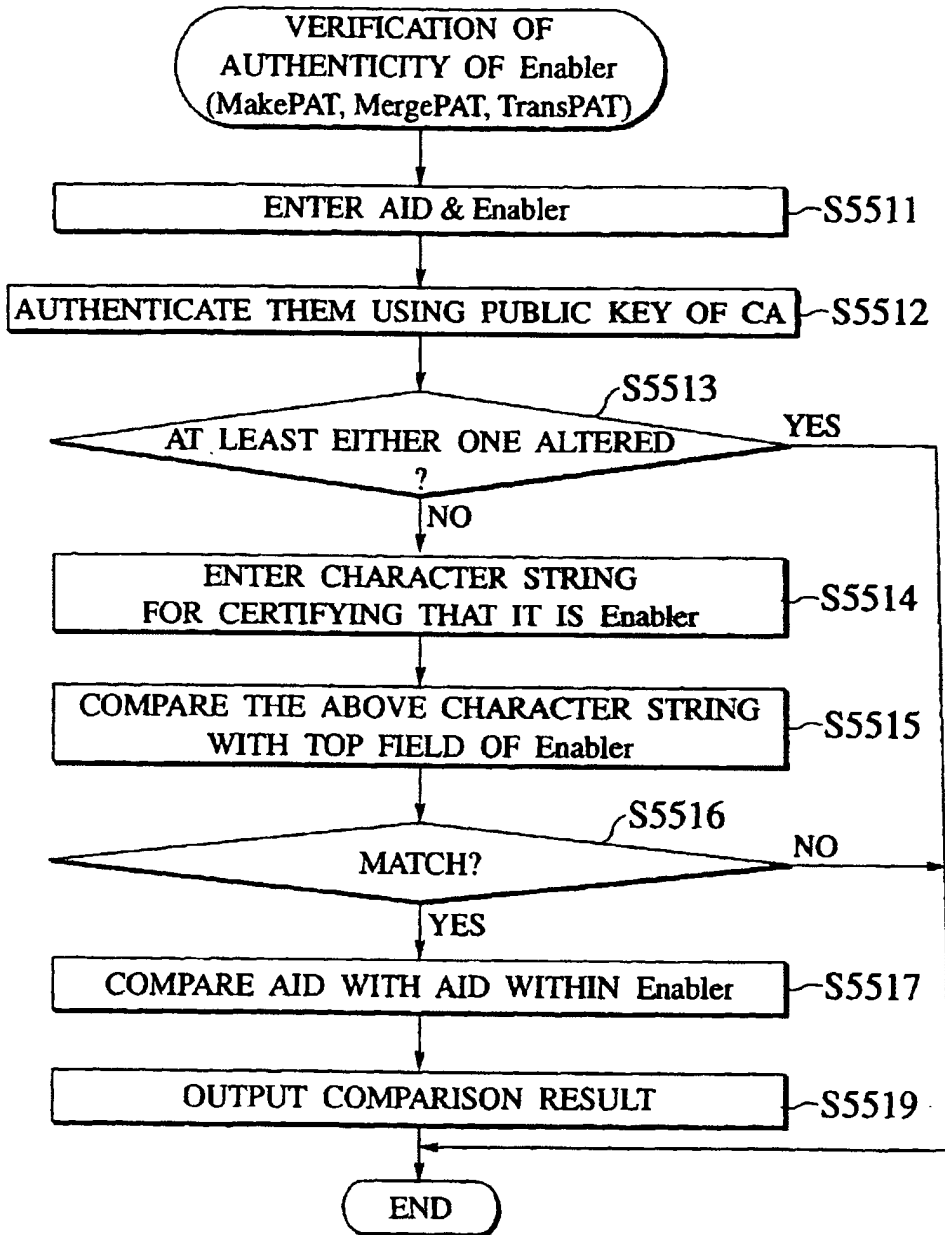 VERIFICATION OF
AUTHENTICITY OF Enabler
(MakePAT, MergePAT, TransPAT)
ENTER AID & Enabler
S5511
AUTHENTICATE THEM USING PUBLIC KEY OF CA
S5512
S5513
AT LEAST EITHER ONE ALTERED
?
YES
NO
ENTER CHARACTER STRING
FOR CERTIFYING THAT IT IS Enabler
S5514
COMPARE THE ABOVE CHARACTER STRING
WITH TOP FIELD OF Enabler
S5515
S5516
MATCH?
NO
YES
COMPARE AID WITH AID WITHIN Enabler
S5517
OUTPUT COMPARISON RESULT
S5519
END